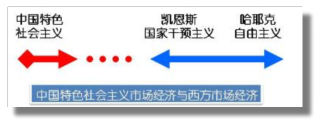 中国特色
社会主义
凯恩斯
国家干预主义
哈耶克
自由主义
中国特色社会主义市场经济与西方市场经济